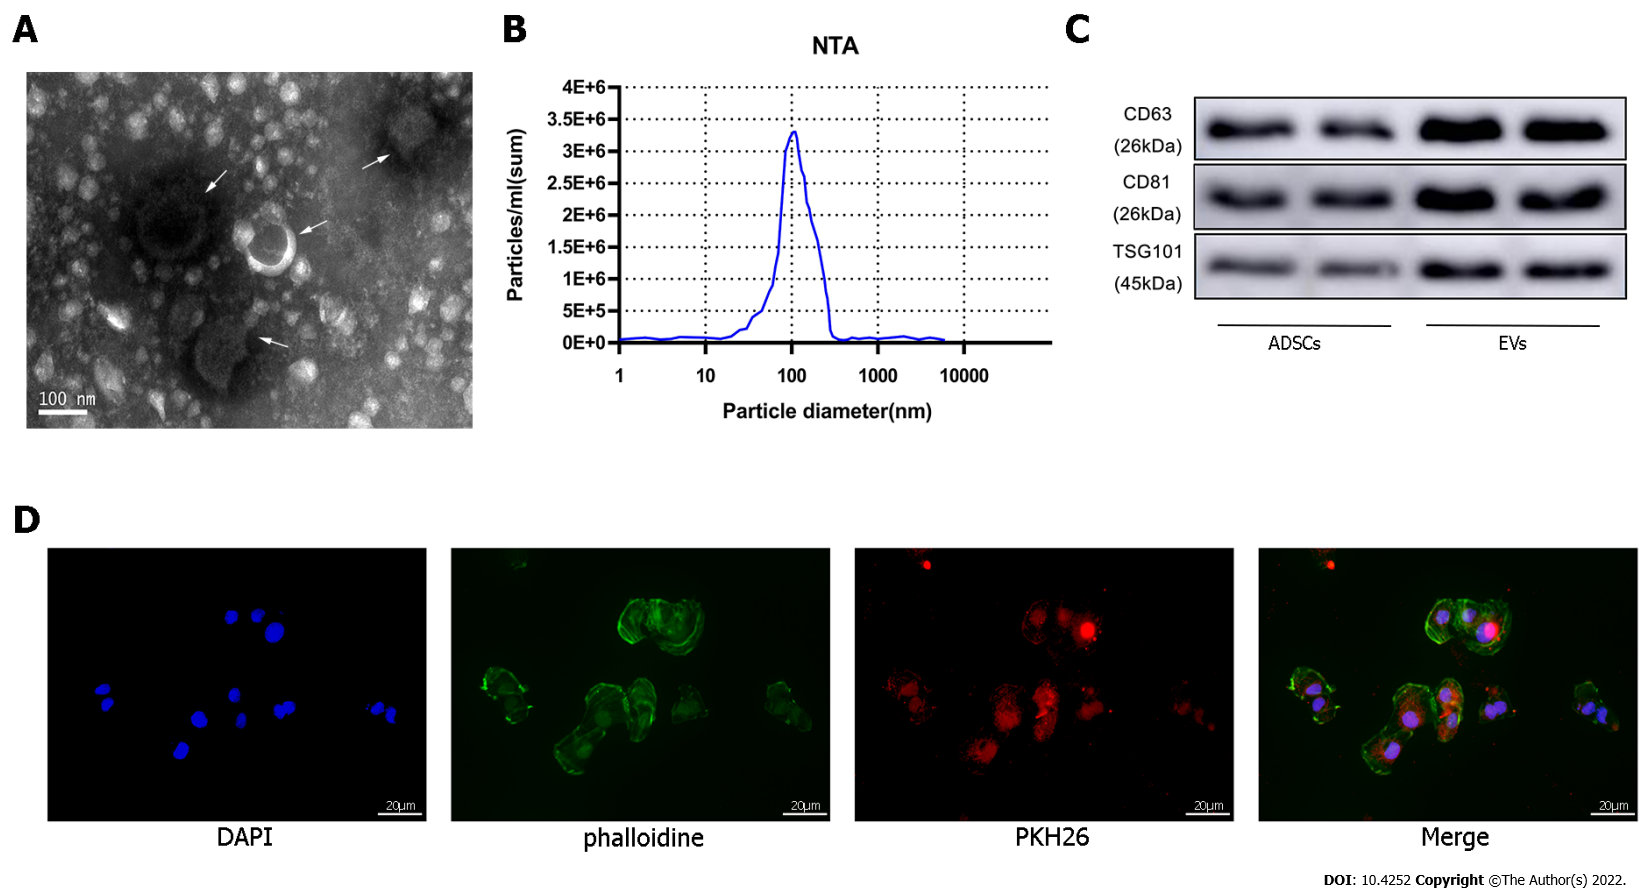 A
B
C
NTA
100 nm
4E+6
3.5E+6
3E+6
2.5E+6
2E+6
1.5E+6
1E+6
5E+5
0E+0
1 10 100 1000 10000
Particles/ml(sum)
Particle diameter(nm)
CD63
(26kDa)
CD81
(26kDa)
TSG101
(45kDa)
ADSCs EVs
D
20μm 20μm 20μm 20μm
DAPI phalloidine PKH26 Merge
DOI: 10.4252 Copyright ©The Author(s) 2022.